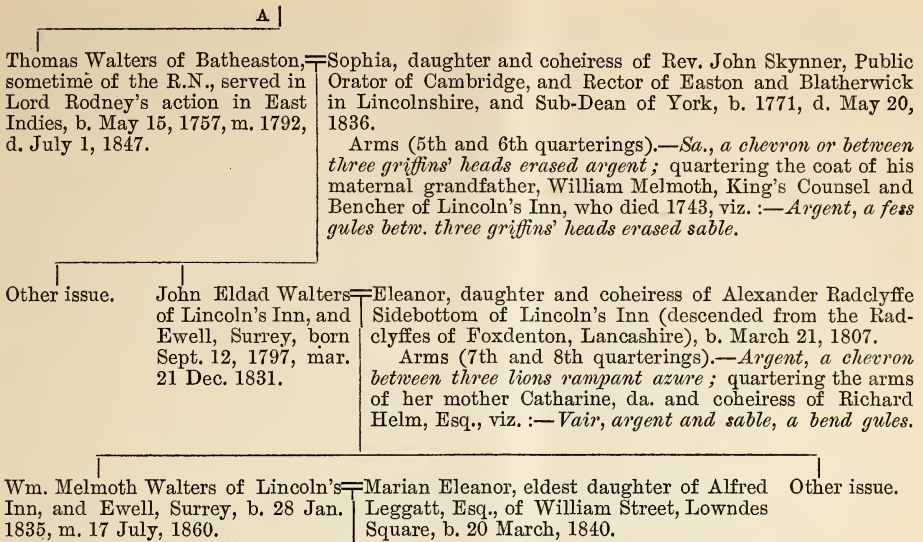 A
Thomas Walters of Batheaston,
sometime of the R.N., served in
Lord Rodney's action in East
Indies, b. May 15, 1757, m. 1792,
d. July 1, 1847.
Sophia, daughter and coheiress of Rev. John Skynner, Public
Orator of Cambridge, and Rector of Easton and Blatherwick
in Lincolnshire, and Sub-Dean of York, b. 1771, d. May 20,
1836.
Arms (5th and 6th quarterings).—Sa., a chevron or between
three griffins' heads erased argent; quartering the coat of his
maternal grandfather, William Melmoth, King's Counsel and
Bencher of Lincoln's Inn, who died 1743, viz. :—Argent, a fess
gules betw. three griffins' heads erased sable.
Other issue.
John Eldad Walters
of Lincoln's Inn, and
Ewell, Surrey, born
Sept. 12, 1797, mar.
21 Dec. 1831.
Eleanor, daughter and coheiress of Alexander Radclyffe
Sidebottom of Lincoln's Inn (descended from the Rad-
clyffes of Foxdenton, Lancashire), b. March 21, 1807.
Arms (7th and 8th quarterings).—Argent, a chevron
between three lions rampant azure; quartering the arms
of her mother Catharine, da. and coheiress of Richard
Helm, Esq., viz. :—Vair, argent and sable, a bend gules.
Wm. Melmoth Walters of Lincoln's
Inn, and Ewell, Surrey, b. 28 Jan.
1835, m. 17 July, 1860.
Marian Eleanor, eldest daughter of Alfred
Leggatt, Esq., of William Street, Lowndes
Square, b. 20 March, 1840.
Other issue.